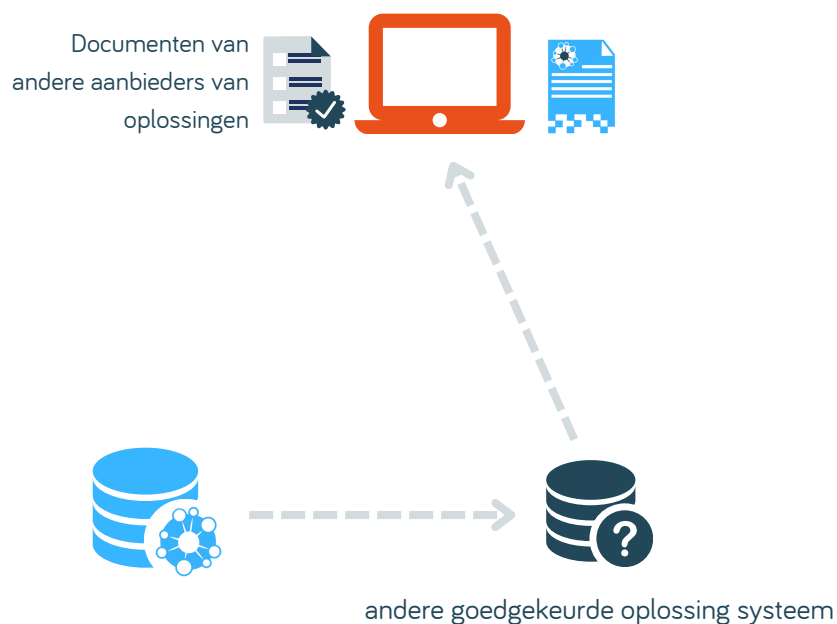 Documenten van
andere aanbieders van
oplossingen
?
andere goedgekeurde oplossing systeem